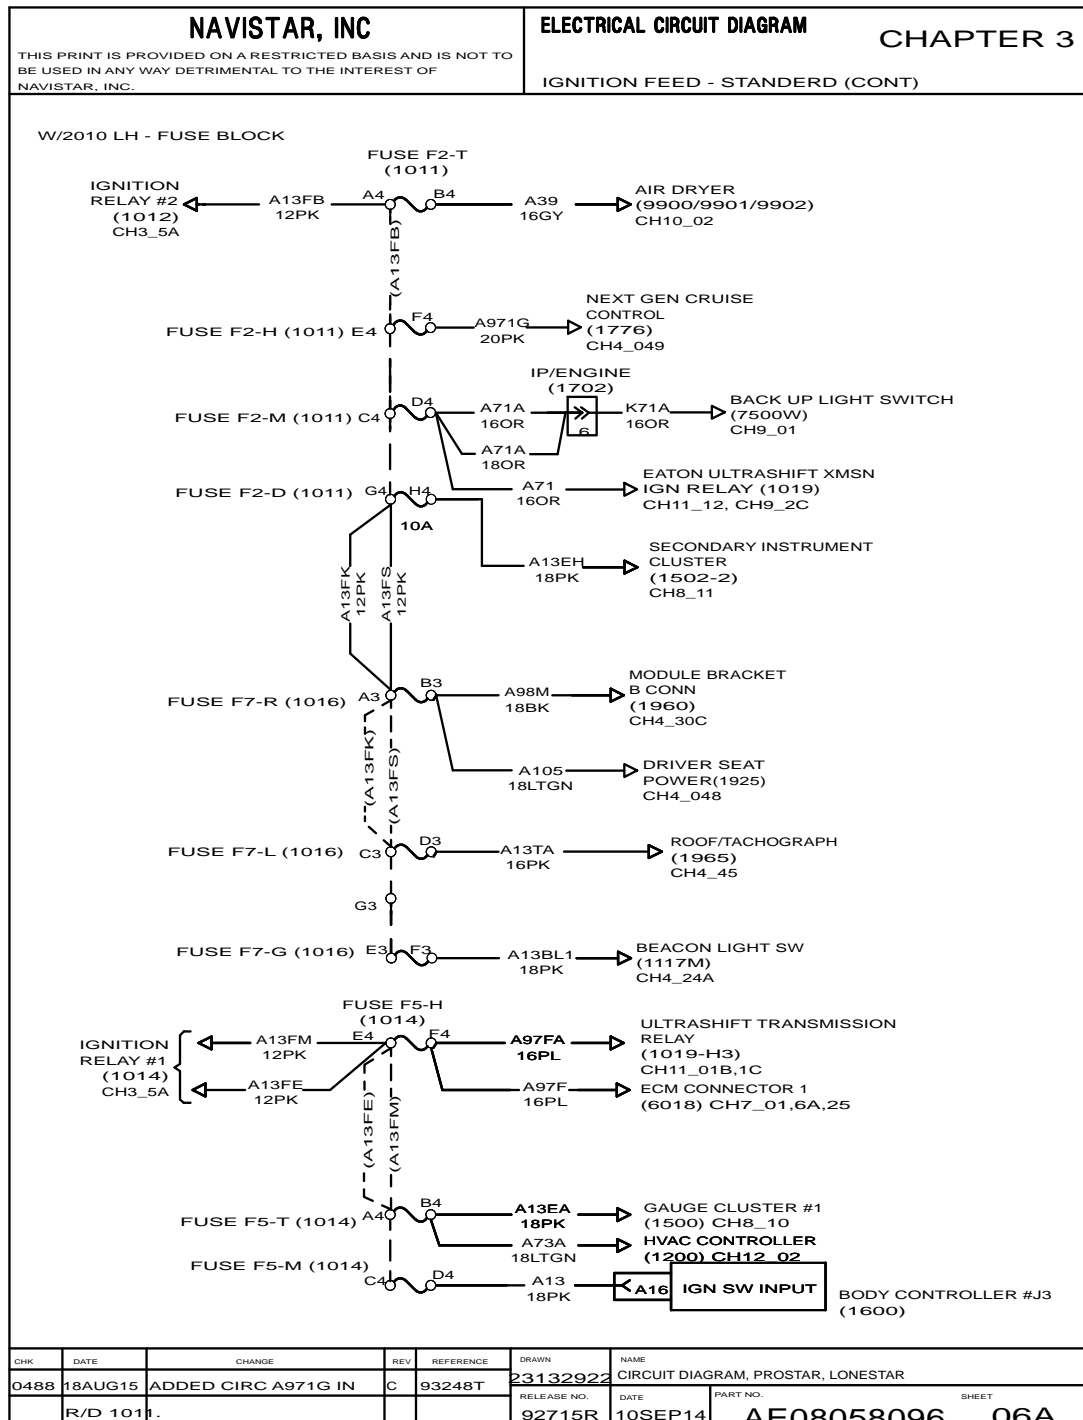 NAVISTAR, INC
THIS PRINT IS PROVIDED ON A RESTRICTED BASIS AND IS NOT TO
BE USED IN ANY WAY DETRIMENTAL TO THE INTEREST OF
NAVISTAR, INC.
ELECTRICAL CIRCUIT DIAGRAM
CHAPTER 3
IGNITION FEED - STANDERD (CONT)
W/2010 LH - FUSE BLOCK
FUSE F2-T
(1011)
IGNITION
RELAY #2
(1012)
CH3_5A
A13FB
12PK
A4
B4
A39
16GY
AIR DRYER
(9900/9901/9902)
CH10_02
(A13FB)
FUSE F2-H (1011)
E4
F4
A971G
20PK
NEXT GEN CRUISE
CONTROL
(1776)
CH4_049
IP/ENGINE
(1702)
FUSE F2-M (1011)
C4
D4
A71A
16OR
A71A
18OR
6
K71A
16OR
BACK UP LIGHT SWITCH
(7500W)
CH9_01
A71
16OR
EATON ULTRASHIFT XMSN
IGN RELAY (1019)
CH11_12, CH9_2C
FUSE F2-D (1011)
G4
H4
10A
A13EH
18PK
SECONDARY INSTRUMENT
CLUSTER
(1502-2)
CH8_11
A13FK
12PK
A13FS
12PK
FUSE F7-R (1016)
A3
B3
A98M
18BK
MODULE BRACKET
B CONN
(1960)
CH4_30C
A105
18LTGN
DRIVER SEAT
POWER(1925)
CH4_048
(A13FK)
(A13FS)
FUSE F7-L (1016)
C3
D3
A13TA
16PK
ROOF/TACHOGRAPH
(1965)
CH4_45
G3
FUSE F7-G (1016)
E3
F3
A13BL1
18PK
BEACON LIGHT SW
(1117M)
CH4_24A
FUSE F5-H
(1014)
IGNITION
RELAY #1
(1014)
CH3_5A
A13FM
12PK
A13FE
12PK
E4
F4
A97FA
16PL
ULTRASHIFT TRANSMISSION
RELAY
(1019-H3)
CH11_01B,1C
A97F
16PL
ECM CONNECTOR 1
(6018) CH7_01,6A,25
(A13FE)
(A13FM)
FUSE F5-T (1014)
A4
B4
A13EA
18PK
GAUGE CLUSTER #1
(1500) CH8_10
A73A
18LTGN
HVAC CONTROLLER
(1200) CH12_02
FUSE F5-M (1014)
C4
D4
A13
18PK
A16
IGN SW INPUT
BODY CONTROLLER #J3
(1600)
CHK DATE CHANGE REV REFERENCE
0488 18AUG15 ADDED CIRC A971G IN C 93248T
R/D 1011.
DRAWN
23132922
NAME
CIRCUIT DIAGRAM, PROSTAR, LONESTAR
RELEASE NO.
92715R
DATE
10SEP14
PART NO.
AE08058096
SHEET
06A